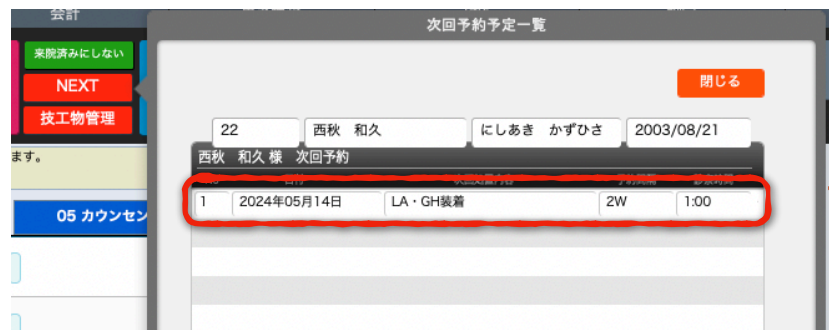 会計
次回予約予定一覧
来院済みにしない
NEXT
閉じる
技工物管理
22 西秋 和久 にしあき かずひさ 2003/08/21
ます。
西秋 和久 様 次回予約
1 2024年05月14日 LA・GH装着 2W 1:00
05 カウンセン